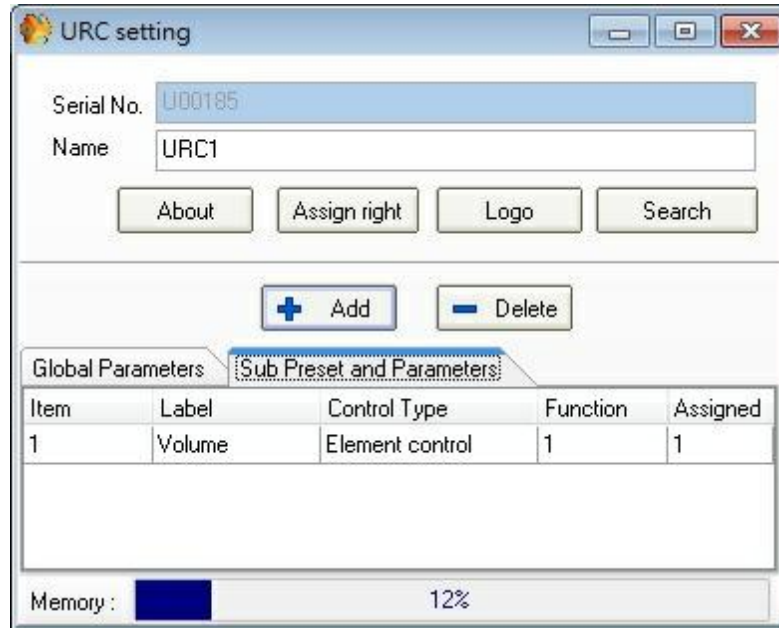 URC setting
Serial No. U00185
Name URC1
About Assign right Logo Search
Add Delete
Global Parameters Sub Preset and Parameters
Item Label Control Type Function Assigned
1 Volume Element control 1 1
Memory : 12%